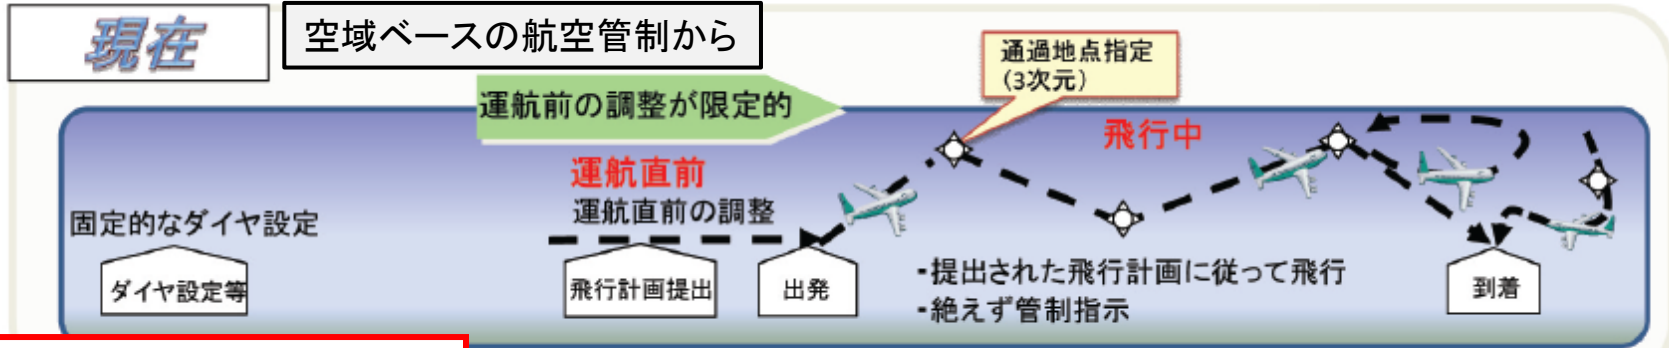 現在
空域ベースの航空管制から
通過地点指定
(3次元)
運航前の調整が限定的
飛行中
運航直前
運航直前の調整
固定的なダイヤ設定
ダイヤ設定等
飛行計画提出
出発
・提出された飛行計画に従って飛行
・絶えず管制指示
到着